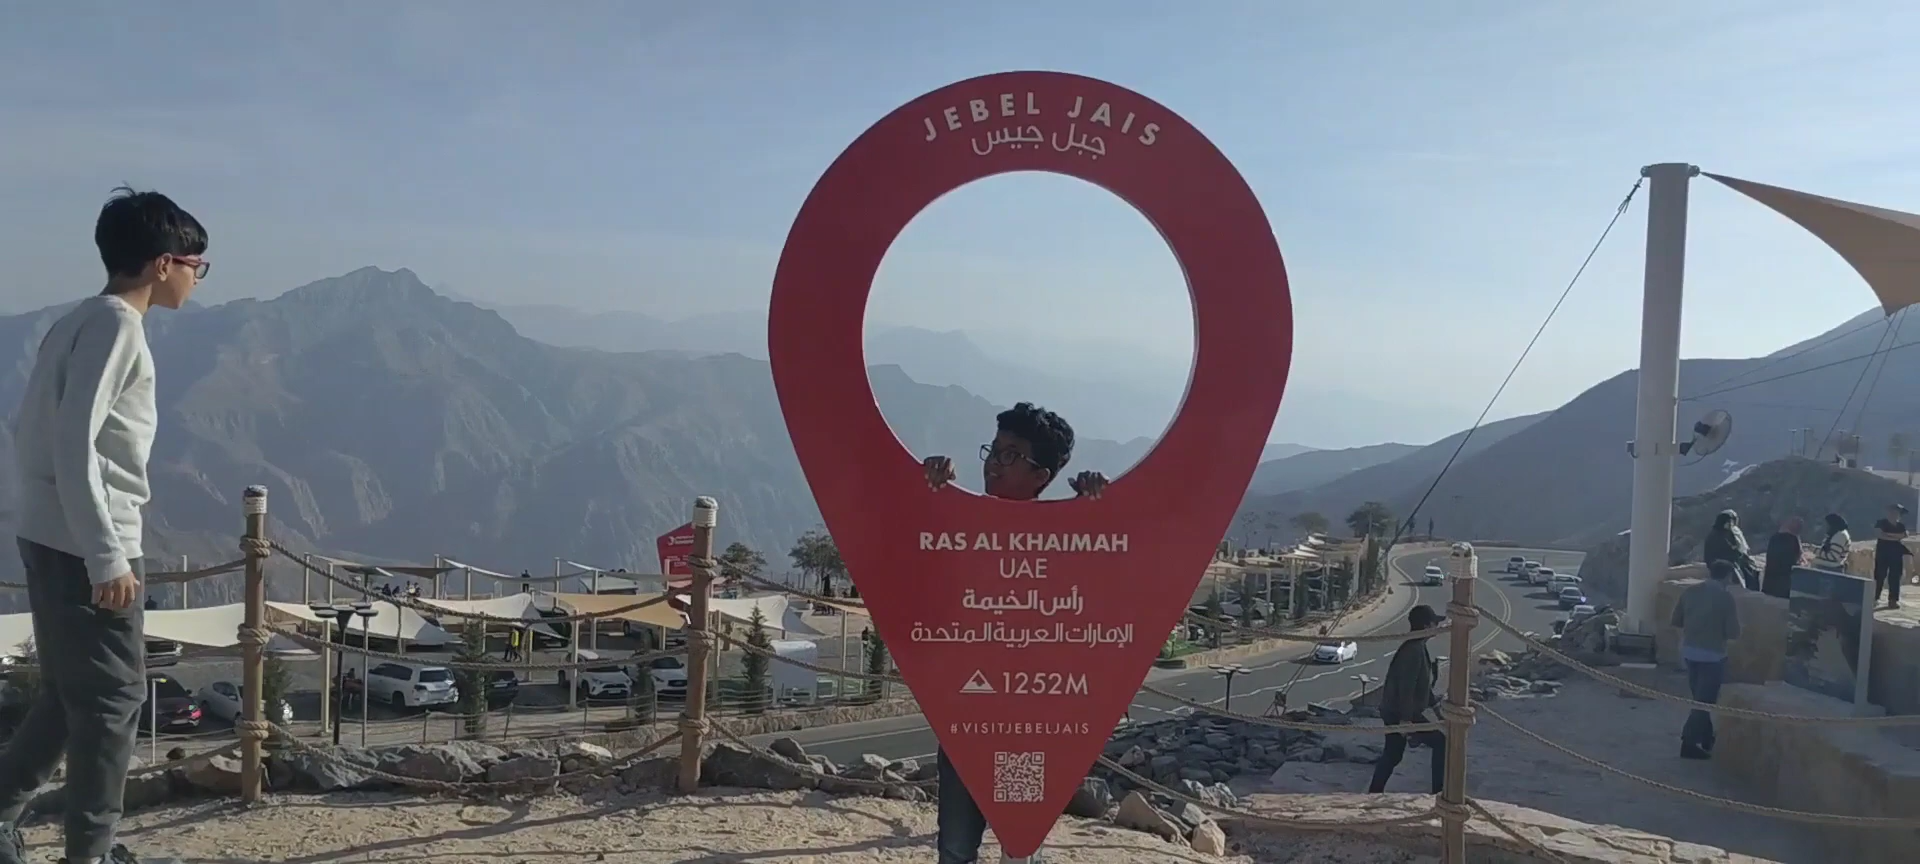 JEBEL JAIS
جبل جيس
RAS AL KHAIMAH
UAE
رأس الخيمة
الإمارات العربية المتحدة
1252M
#VISITJEBELJAIS